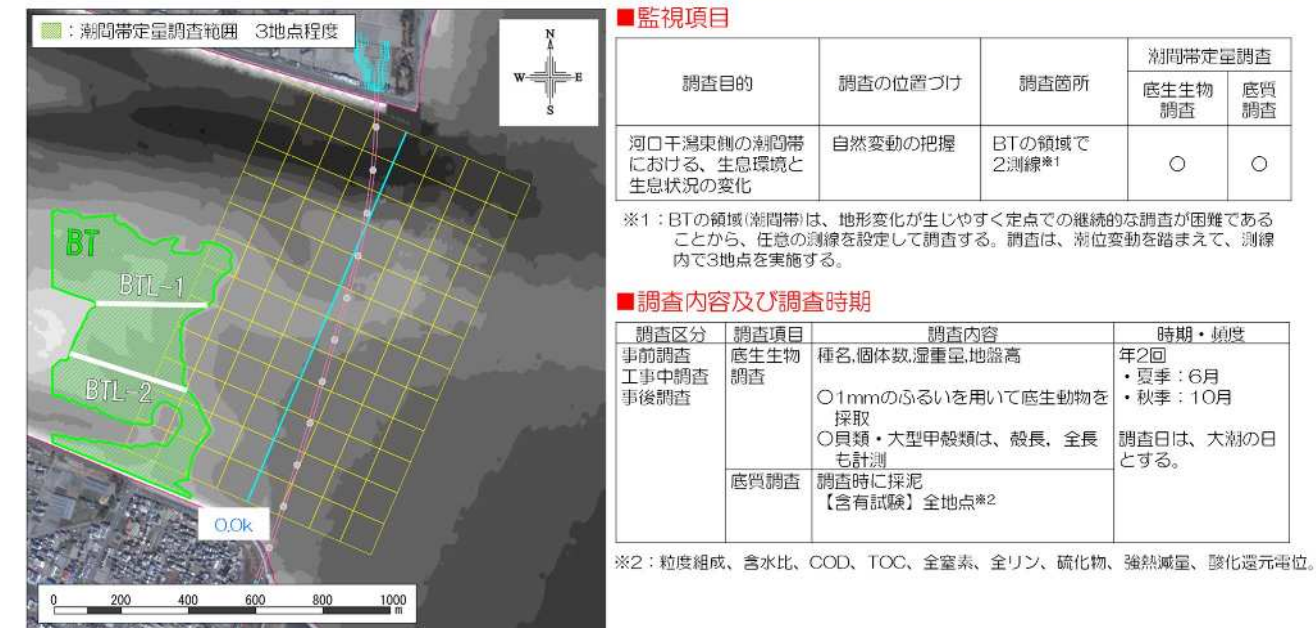 ：潮間帯定量調査範囲　3地点程度
N
W
E
S
BT
BTL-1
BTL-2
0.0k
0
200
400
600
800
1000
m
■監視項目
調査目的
調査の位置づけ
調査箇所
潮間帯定量調査
底生生物
調査
底質
調査
河口干潟東側の潮間帯
における、生息環境と
生息状況の変化
自然変動の把握
BTの領域で
2測線※1
○
○
※1：BTの領域(潮間帯)は、地形変化が生じやすく定点での継続的な調査が困難である
ことから、任意の測線を設定して調査する。調査は、潮位変動を踏まえて、測線
内で3地点を実施する。
■調査内容及び調査時期
調査区分
調査項目
調査内容
時期・頻度
事前調査
工事中調査
事後調査
底生生物
調査
種名,個体数,湿重量,地盤高
○1mmのふるいを用いて底生動物を
採取
○貝類・大型甲殻類は、殻長、全長
も計測
年2回
・夏季：6月
・秋季：10月
調査日は、大潮の日
とする。
底質調査
調査時に採泥
【含有試験】全地点※2
※2：粒度組成、含水比、COD、TOC、全窒素、全リン、硫化物、強熱減量、酸化還元電位。